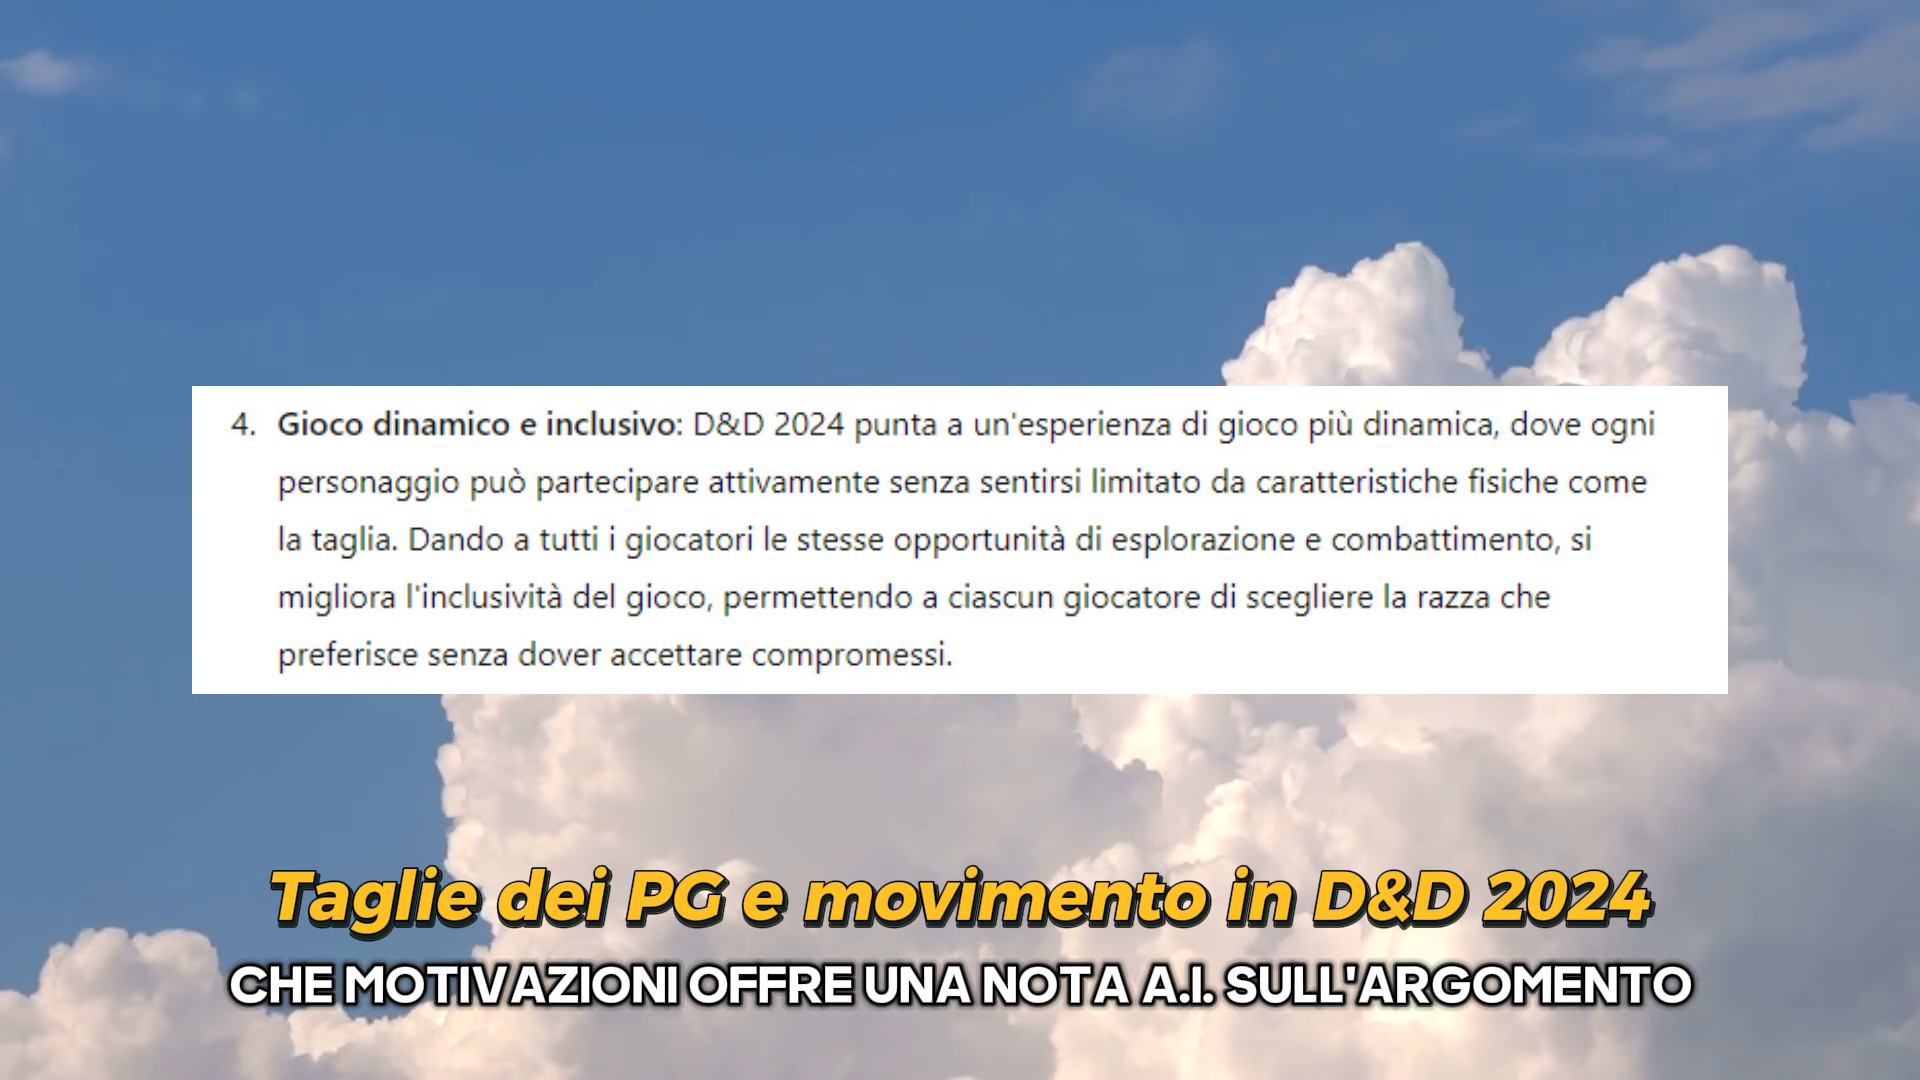 4. Gioco dinamico e inclusivo: D&D 2024 punta a un'esperienza di gioco più dinamica, dove ogni
personaggio può partecipare attivamente senza sentirsi limitato da caratteristiche fisiche come
la taglia. Dando a tutti i giocatori le stesse opportunità di esplorazione e combattimento, si
migliora l'inclusività del gioco, permettendo a ciascun giocatore di scegliere la razza che
preferisce senza dover accettare compromessi.
Taglie dei PG e movimento in D&D 2024
CHE MOTIVAZIONI OFFRE UNA NOTA A.I. SULL'ARGOMENTO